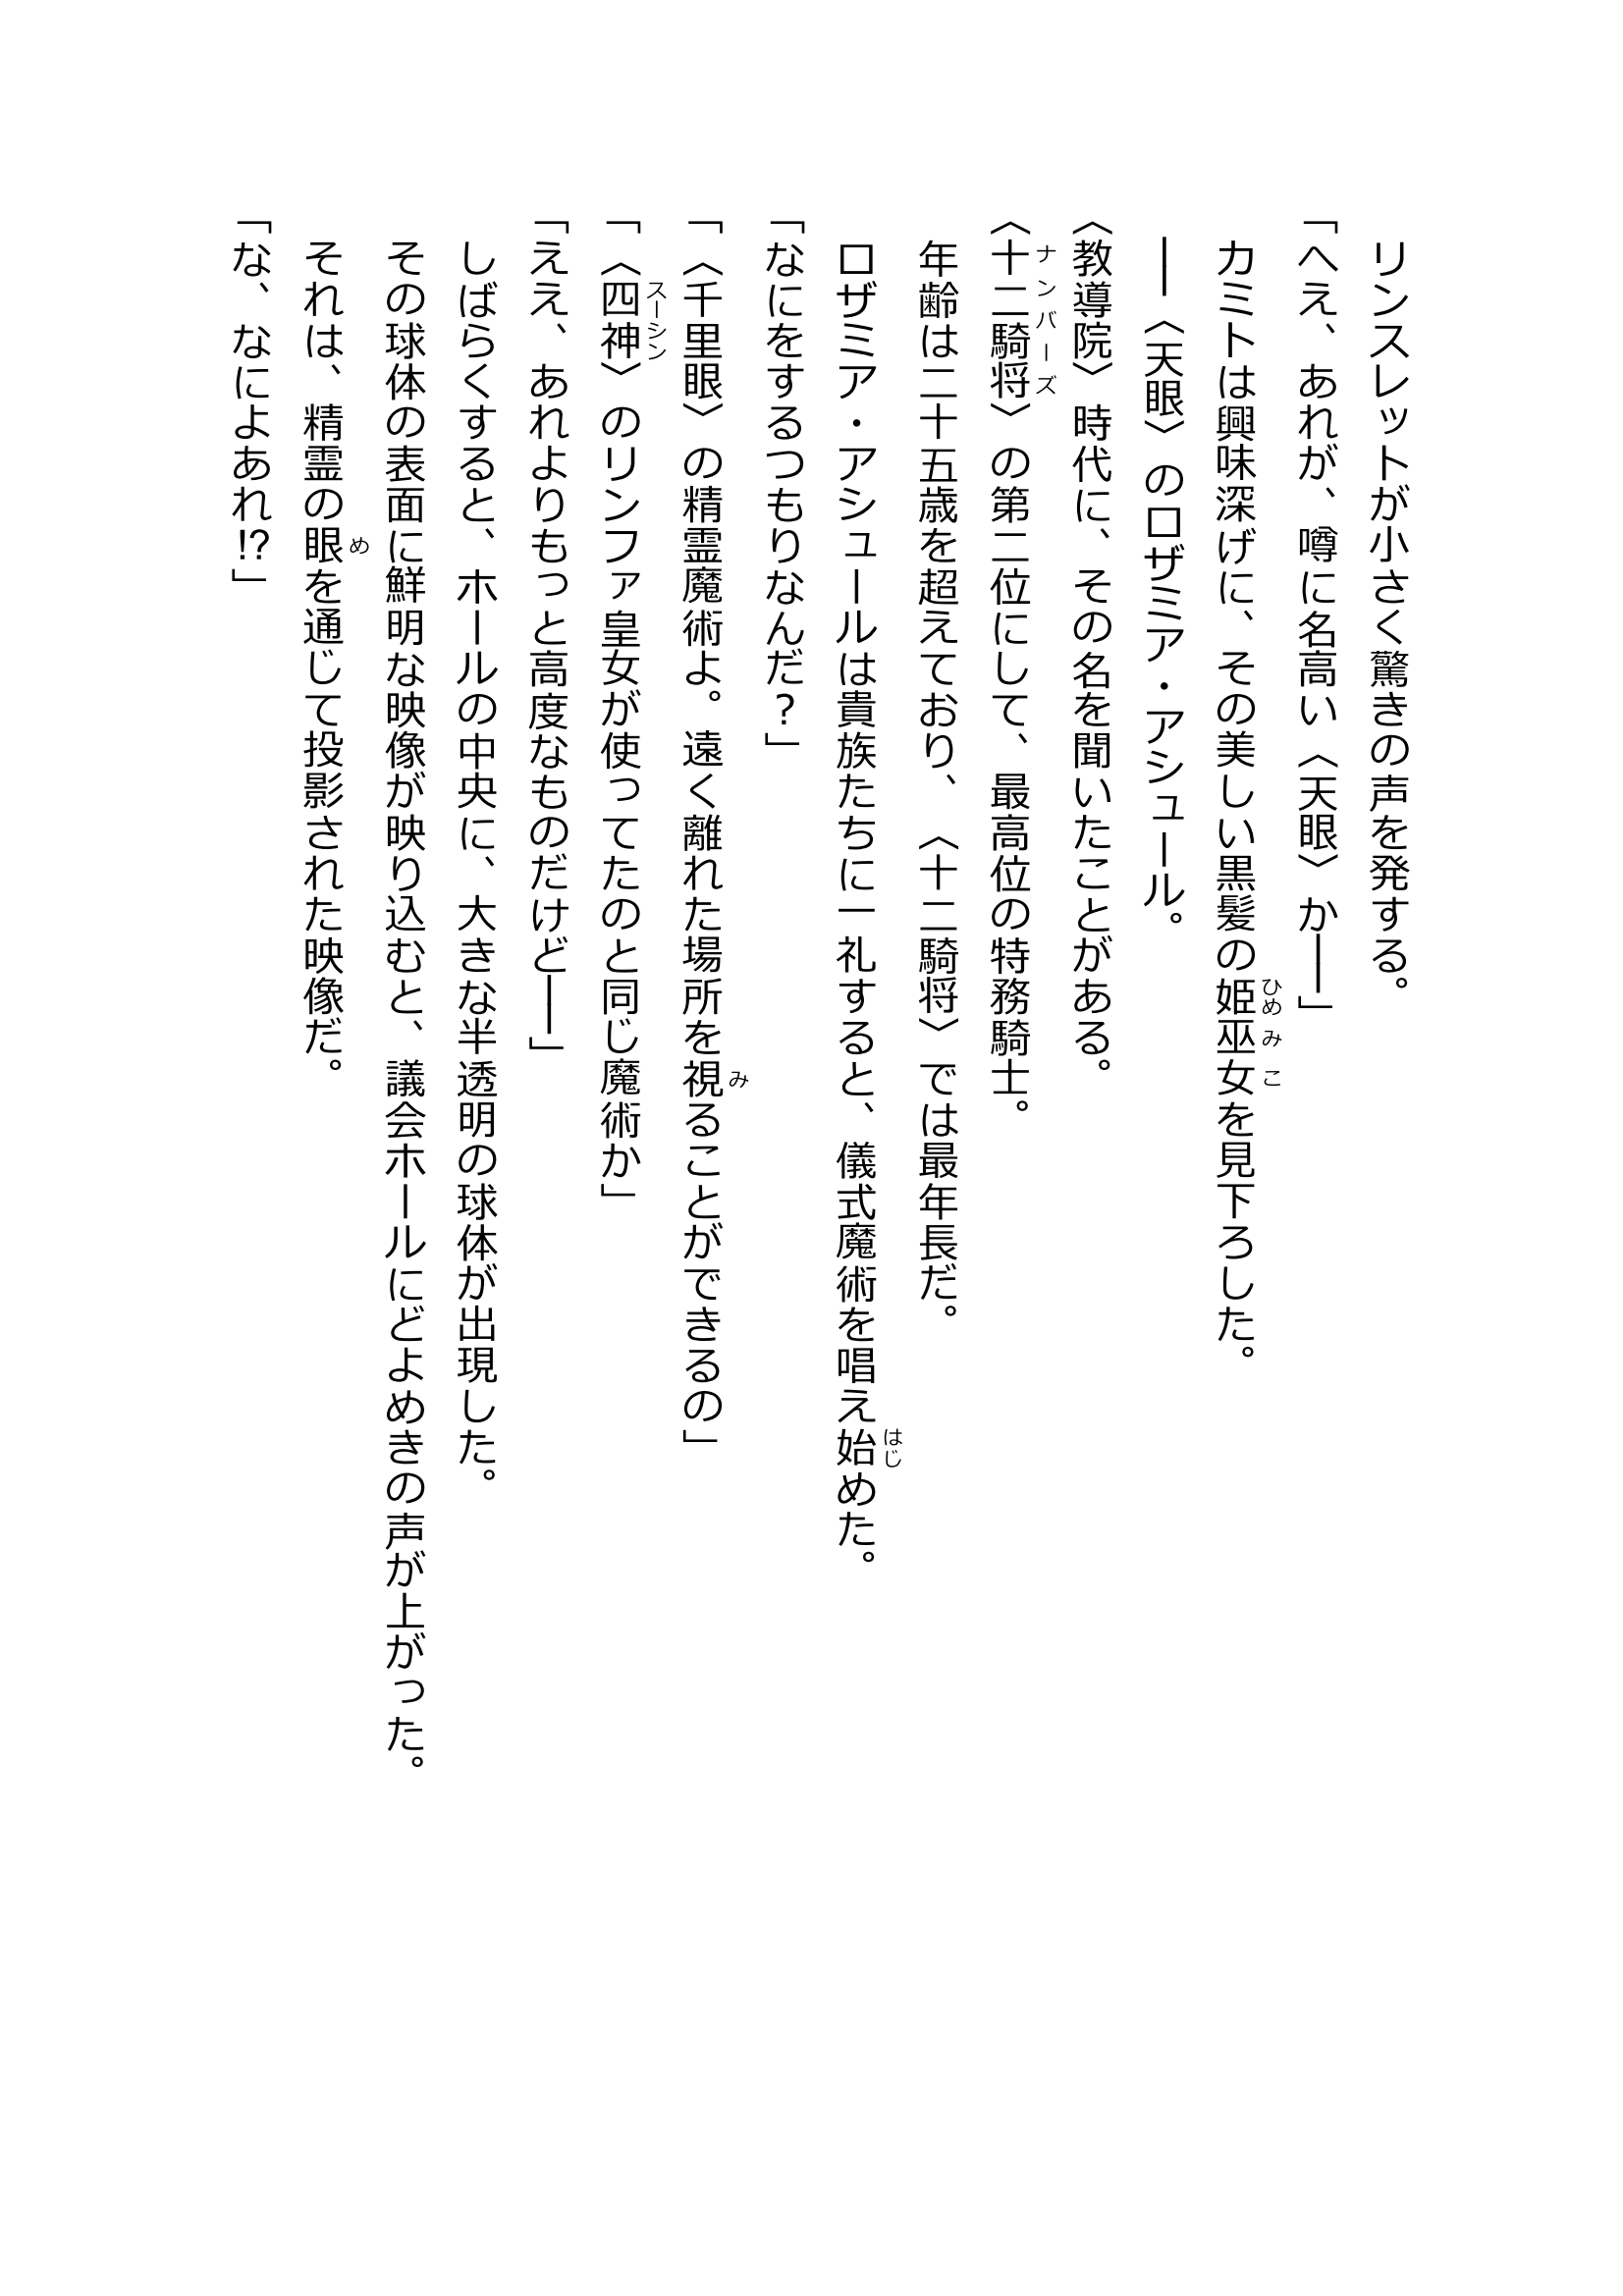 リンスレットが小さく驚きの声を発する。
「へえ、あれが、噂に名高い〈天眼〉か――」
カミトは興味深げに、その美しい黒髪の姫巫女を見下ろした。
ひめみこ
――〈天眼〉のロザミア・アシュール。
〈教導院〉時代に、その名を聞いたことがある。
〈十二騎将〉の第二位にして、最高位の特務騎士。
ナンバーズ
年齢は二十五歳を超えており、〈十二騎将〉では最年長だ。
ロザミア・アシュールは貴族たちに一礼すると、儀式魔術を唱え始めた。
はじ
「なにをするつもりなんだ?」
「〈千里眼〉の精霊魔術よ。遠く離れた場所を視ることができるの」
み
「〈四神〉のリンファ皇女が使ってたのと同じ魔術か」
スーシン
「ええ、あれよりもっと高度なものだけど――」
しばらくすると、ホールの中央に、大きな半透明の球体が出現した。
その球体の表面に鮮明な映像が映り込むと、議会ホールにどよめきの声が上がった。
それは、精霊の眼を通じて投影された映像だ。
め
「な、なによあれ!?」